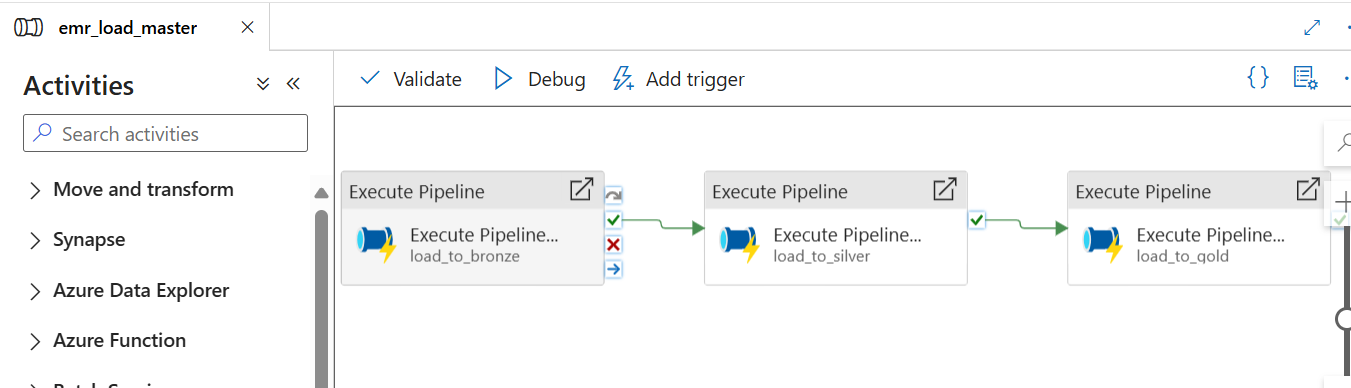 emr_load_master
Activities
Validate
Debug
Add trigger
Search activities
Move and transform
Synapse
Azure Data Explorer
Azure Function
Execute Pipeline
Execute Pipeline...
load_to_bronze
Execute Pipeline
Execute Pipeline...
load_to_silver
Execute Pipeline
Execute Pipeline...
load_to_gold